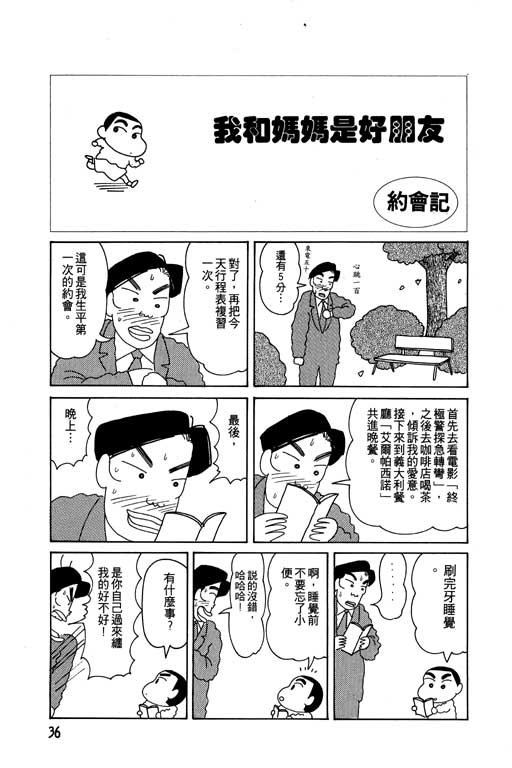 我和媽媽是好朋友
約會記
心跳一百
來電五十
還有5分…
對了，再把今
天行程表複習
一次。
這可是我生平第
一次的約會。
首先去看電影「終
極警探急轉彎」，
之後去咖啡店喝茶
，傾訴我的愛意。
接下來到義大利餐
廳「艾爾帕西諾」
共進晚餐。
最後，
晚上…
刷完牙睡覺
。
啊，睡覺前
不要忘了小
便。
說的沒錯，
哈哈哈！
有什麼事？
是你自己過來纏
我的好不好！
36